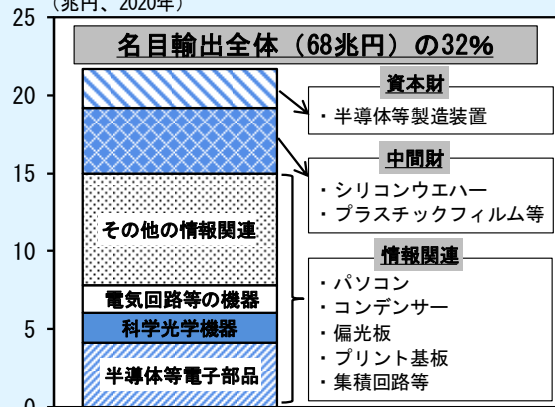 （兆円、2020年）
25
20
15
10
5
0
名目輸出全体（68兆円）の32%
資本財
・半導体等製造装置
中間財
・シリコンウエハー
・プラスチックフィルム等
情報関連
・パソコン
・コンデンサー
・偏光板
・プリント基板
・集積回路等
その他の情報関連
電気回路等の機器
科学光学機器
半導体等電子部品